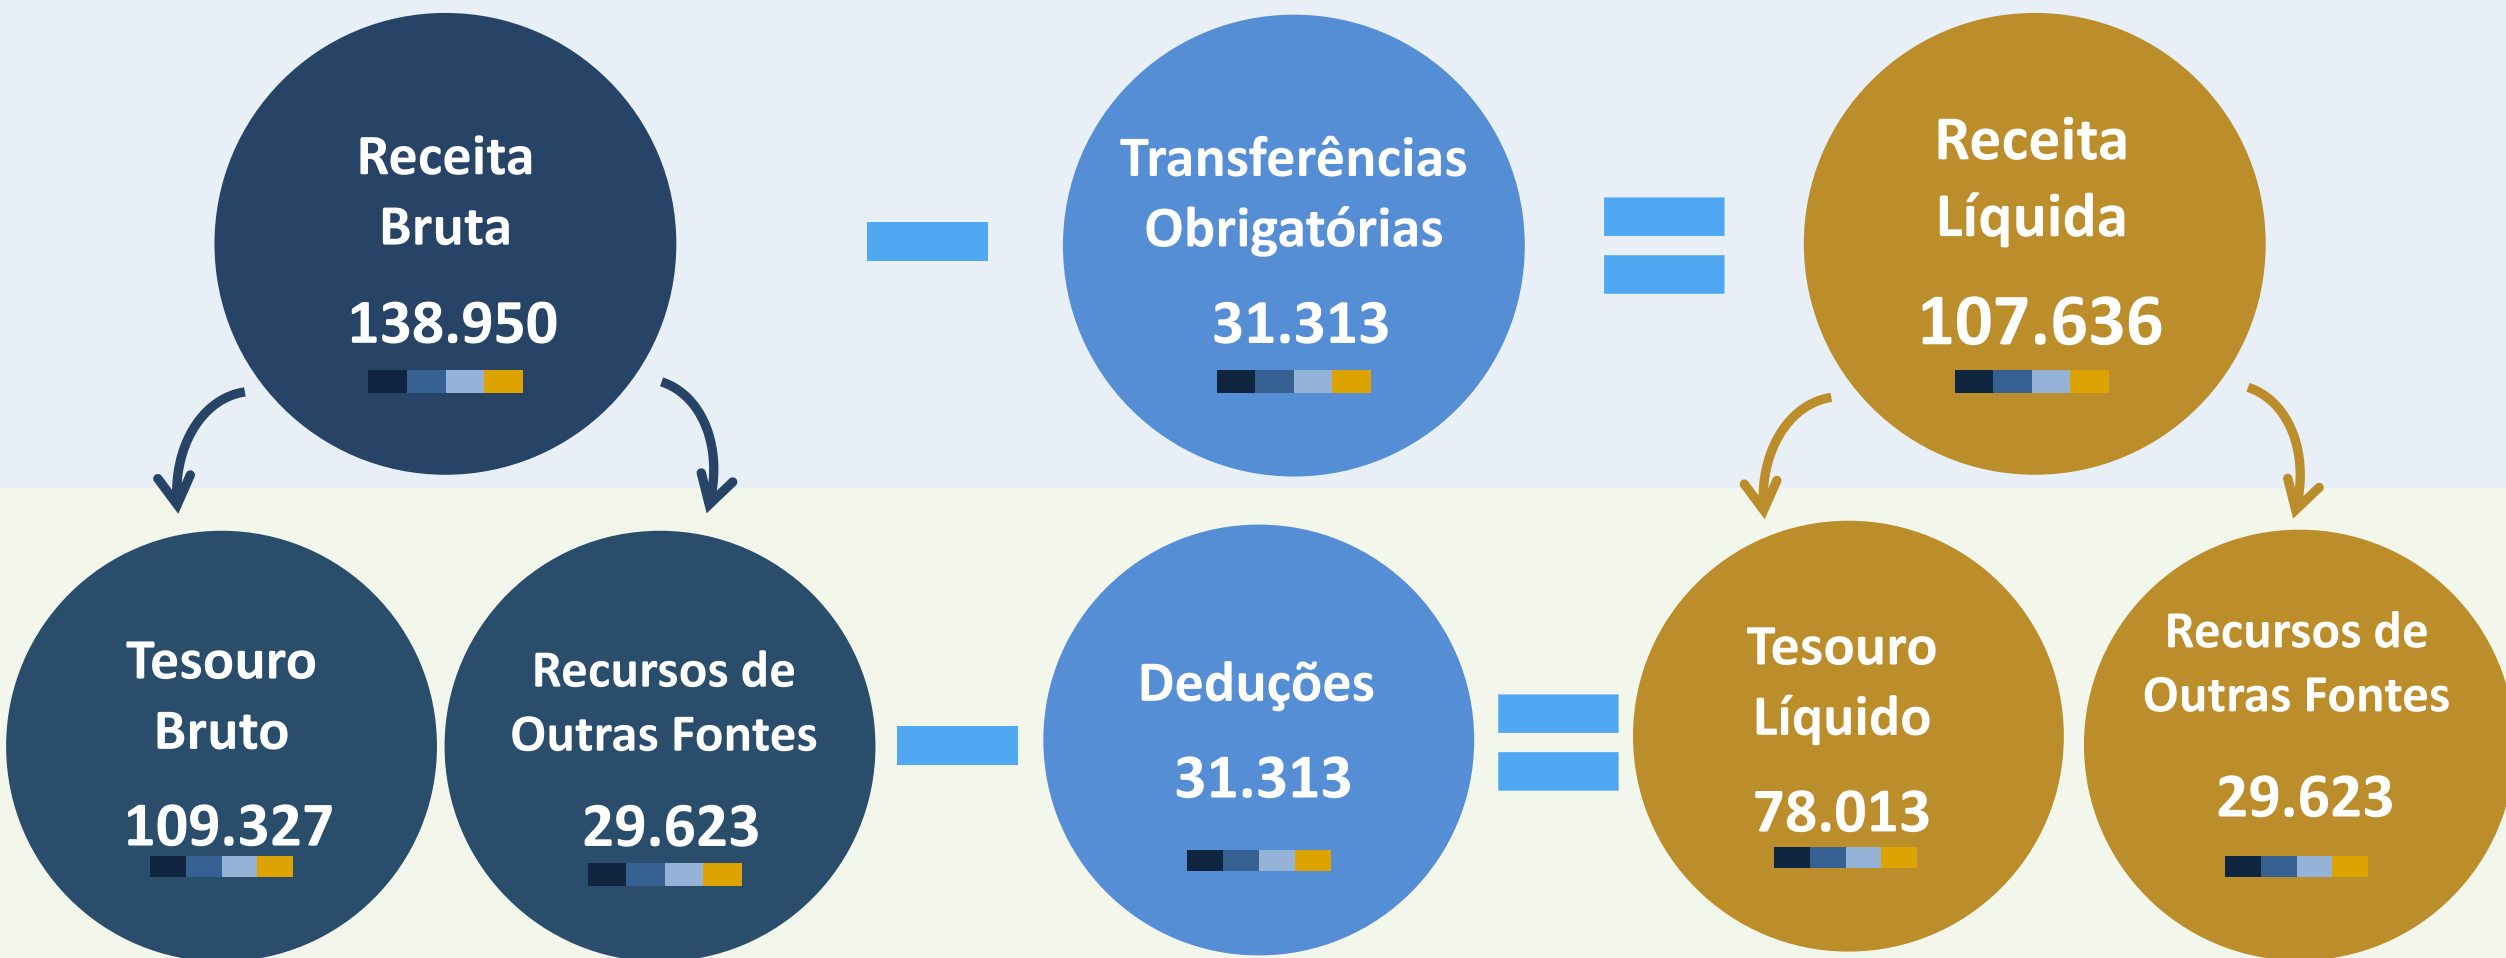 Receita
Bruta
138.950
Transferências
Obrigatórias
31.313
Receita
Líquida
107.636
Tesouro
Bruto
109.327
Recursos de
Outras Fontes
29.623
Deduções
31.313
Tesouro
Líquido
78.013
Recursos de
Outras Fontes
29.623